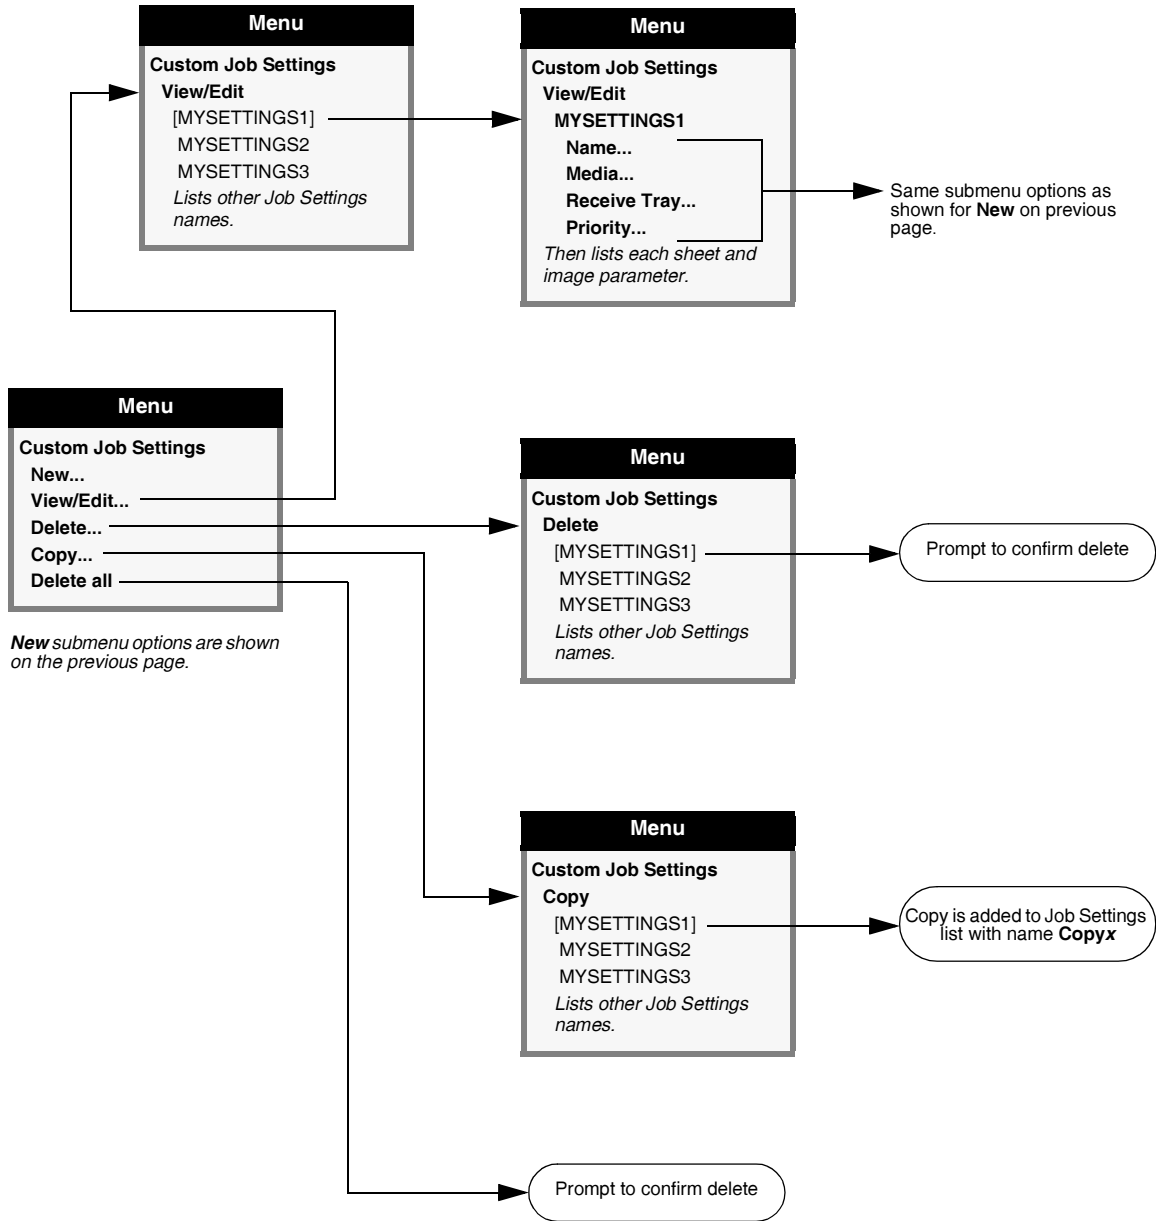 Menu
Custom Job Settings
View/Edit
[MYSETTINGS1]
MYSETTINGS2
MYSETTINGS3
Lists other Job Settings
names.
Menu
Custom Job Settings
View/Edit
MYSETTINGS1
Name...
Media...
Receive Tray...
Priority...
Then lists each sheet and
image parameter.
Same submenu options as
shown for New on previous
page.
Menu
Custom Job Settings
New...
View/Edit...
Delete...
Copy...
Delete all
New submenu options are shown
on the previous page.
Menu
Custom Job Settings
Delete
[MYSETTINGS1]
MYSETTINGS2
MYSETTINGS3
Lists other Job Settings
names.
Prompt to confirm delete
Menu
Custom Job Settings
Copy
[MYSETTINGS1]
MYSETTINGS2
MYSETTINGS3
Lists other Job Settings
names.
Copy is added to Job Settings
list with name Copyx
Prompt to confirm delete